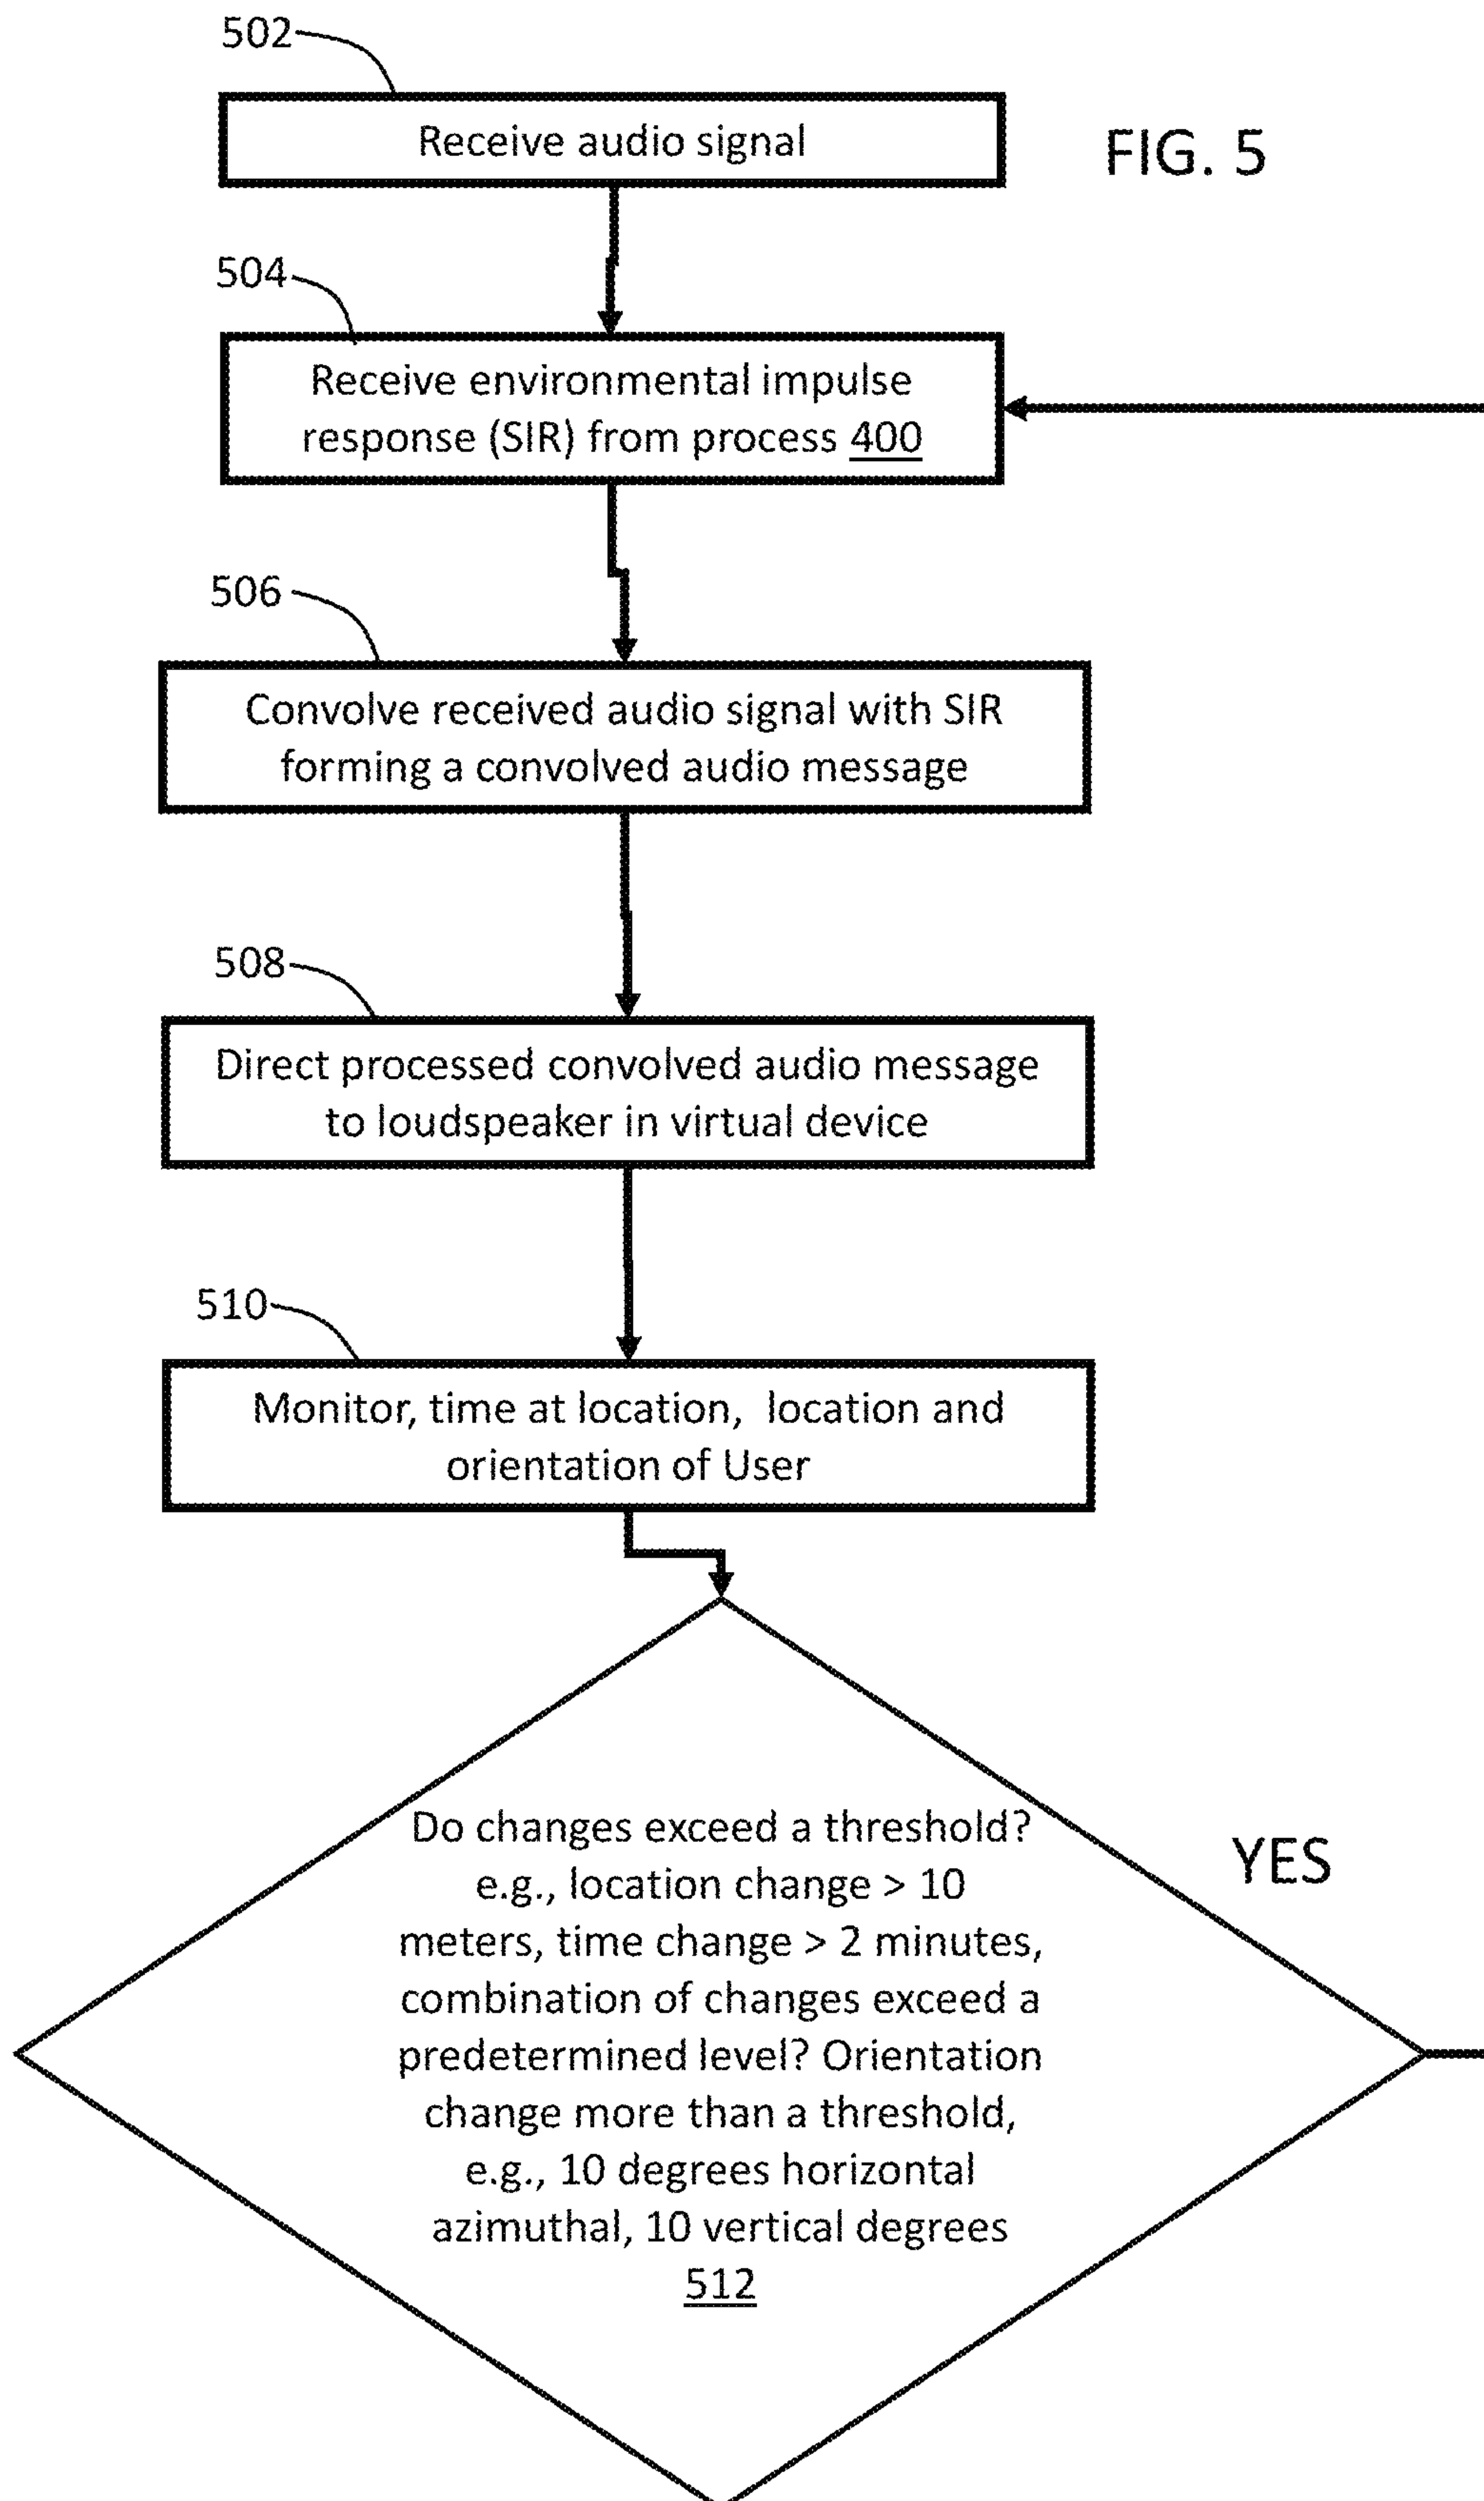 502
Receive audio signal
FIG. 5
504
Receive environmental impulse
response (SIR) from process 400
506
Convolve received audio signal with SIR
forming a convolved audio message
508
Direct processed convolved audio message
to loudspeaker in virtual device
510
Monitor, time at location, location and
orientation of User
Do changes exceed a threshold?
e.g., location change > 10
meters, time change > 2 minutes,
combination of changes exceed a
predetermined level? Orientation
change more than a threshold,
e.g., 10 degrees horizontal
azimuthal, 10 vertical degrees
512
YES